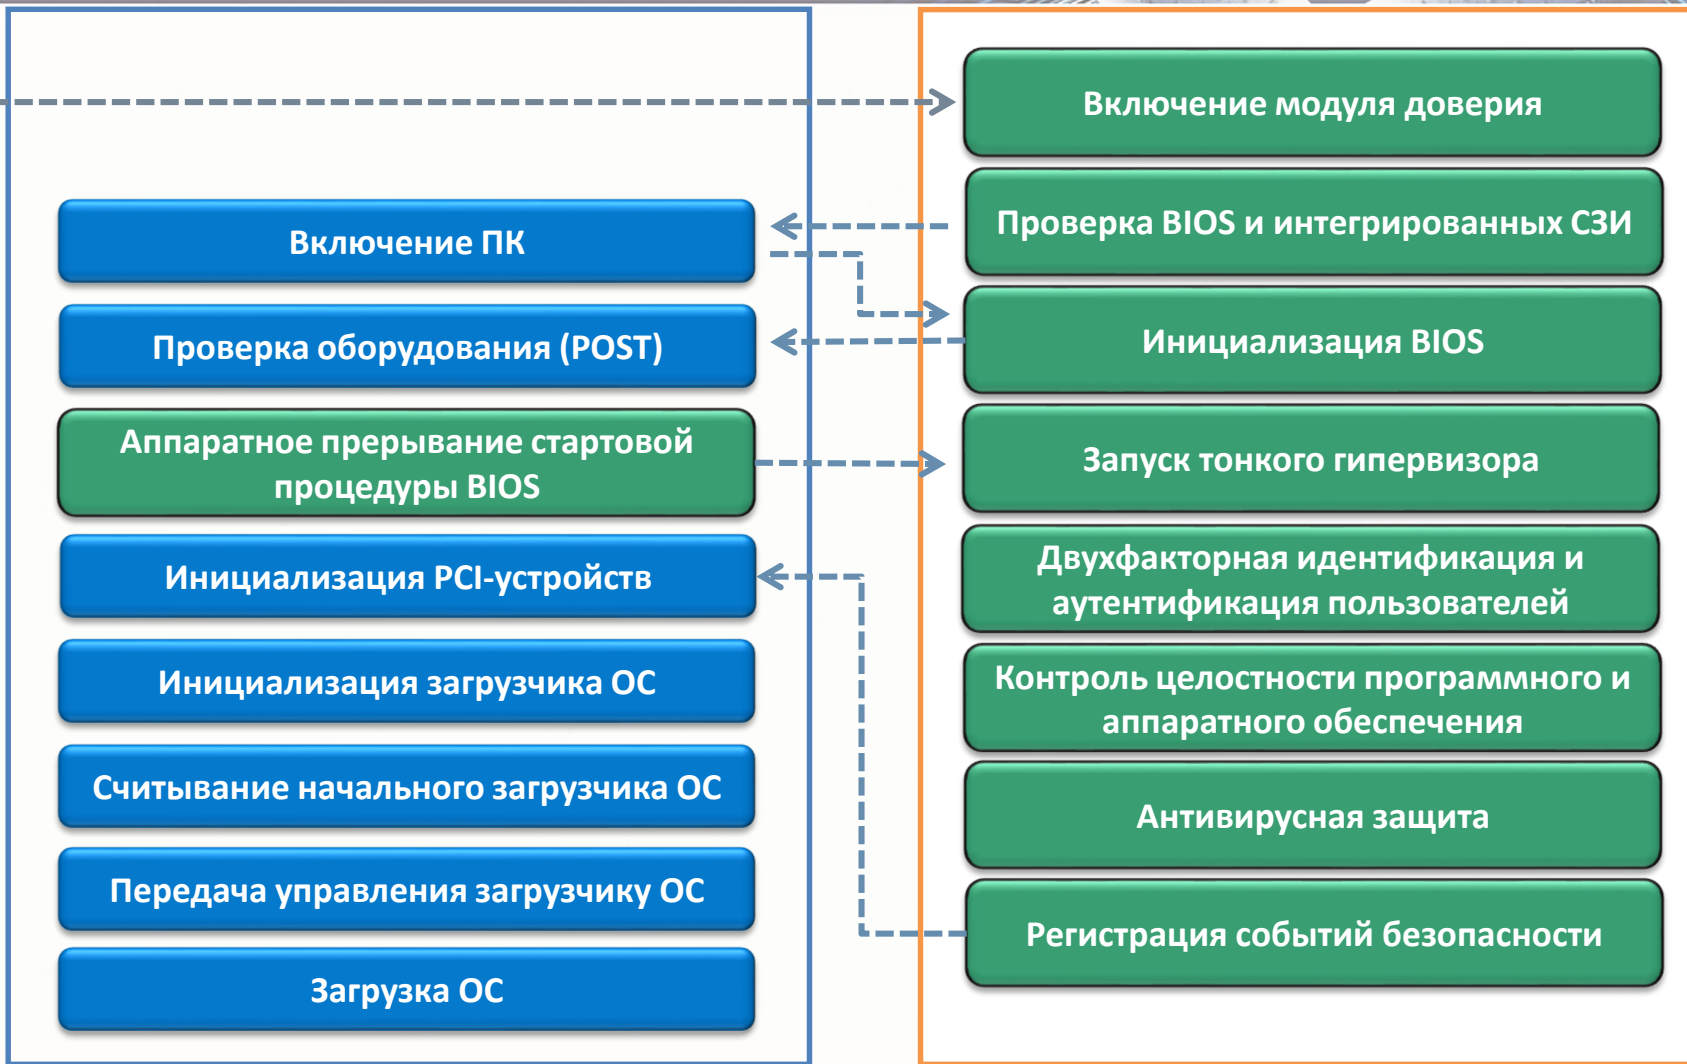 Включение ПК
Проверка оборудования (POST)
Аппаратное прерывание стартовой
процедуры BIOS
Инициализация PCI-устройств
Инициализация загрузчика ОС
Считывание начального загрузчика ОС
Передача управления загрузчику ОС
Загрузка ОС
Включение модуля доверия
Проверка BIOS и интегрированных СЗИ
Инициализация BIOS
Запуск тонкого гипервизора
Двухфакторная идентификация и
аутентификация пользователей
Контроль целостности программного и
аппаратного обеспечения
Антивирусная защита
Регистрация событий безопасности